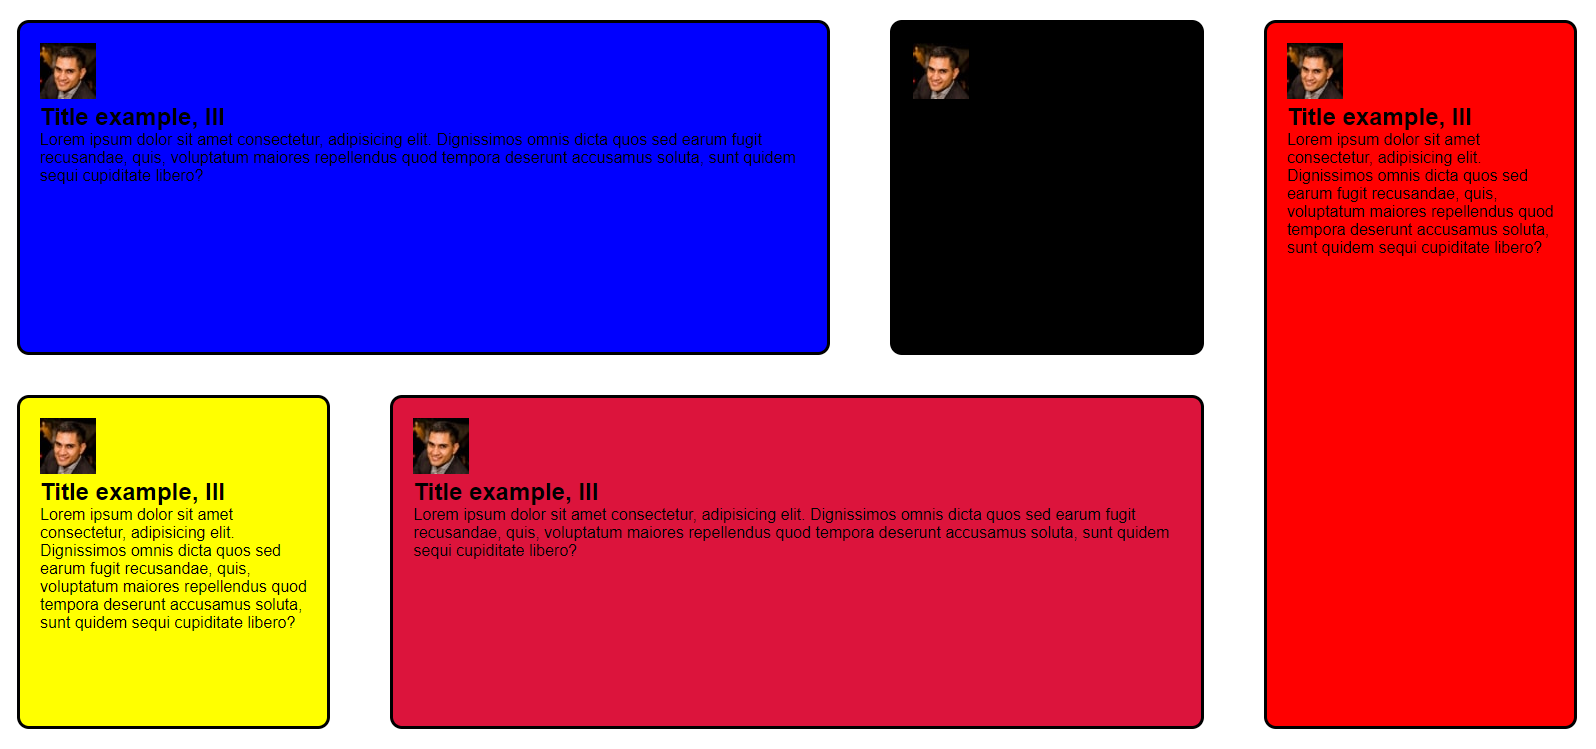 Title example, lll
Lorem ipsum dolor sit amet consectetur, adipisicing elit. Dignissimos omnis dicta quos sed earum fugit
recusandae, quis, voluptatum maiores repellendus quod tempora deserunt accusamus soluta, sunt quidem
sequi cupiditate libero?
Title example, lll
Lorem ipsum dolor sit amet
consectetur, adipisicing elit.
Dignissimos omnis dicta quos sed
earum fugit recusandae, quis,
voluptatum maiores repellendus quod
tempora deserunt accusamus soluta,
sunt quidem sequi cupiditate libero?
Title example, lll
Lorem ipsum dolor sit amet
consectetur, adipisicing elit.
Dignissimos omnis dicta quos sed
earum fugit recusandae, quis,
voluptatum maiores repellendus quod
tempora deserunt accusamus soluta,
sunt quidem sequi cupiditate libero?
Title example, lll
Lorem ipsum dolor sit amet consectetur, adipisicing elit. Dignissimos omnis dicta quos sed earum fugit
recusandae, quis, voluptatum maiores repellendus quod tempora deserunt accusamus soluta, sunt quidem
sequi cupiditate libero?